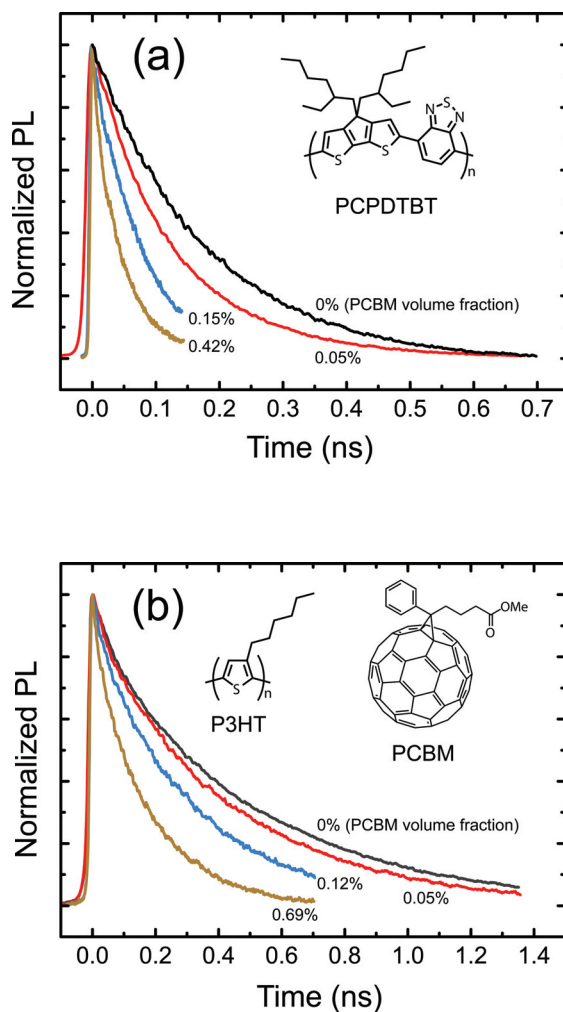 (a)
N
S
N
S
S
n
PCPDTBT
Normalized PL
0% (PCBM volume fraction)
0.15%
0.42%
0.05%
0.0 0.1 0.2 0.3 0.4 0.5 0.6 0.7
Time (ns)
(b)
OMe
O
S
n
P3HT
PCBM
Normalized PL
0% (PCBM volume fraction)
0.12%
0.05%
0.69%
0.0 0.2 0.4 0.6 0.8 1.0 1.2 1.4
Time (ns)